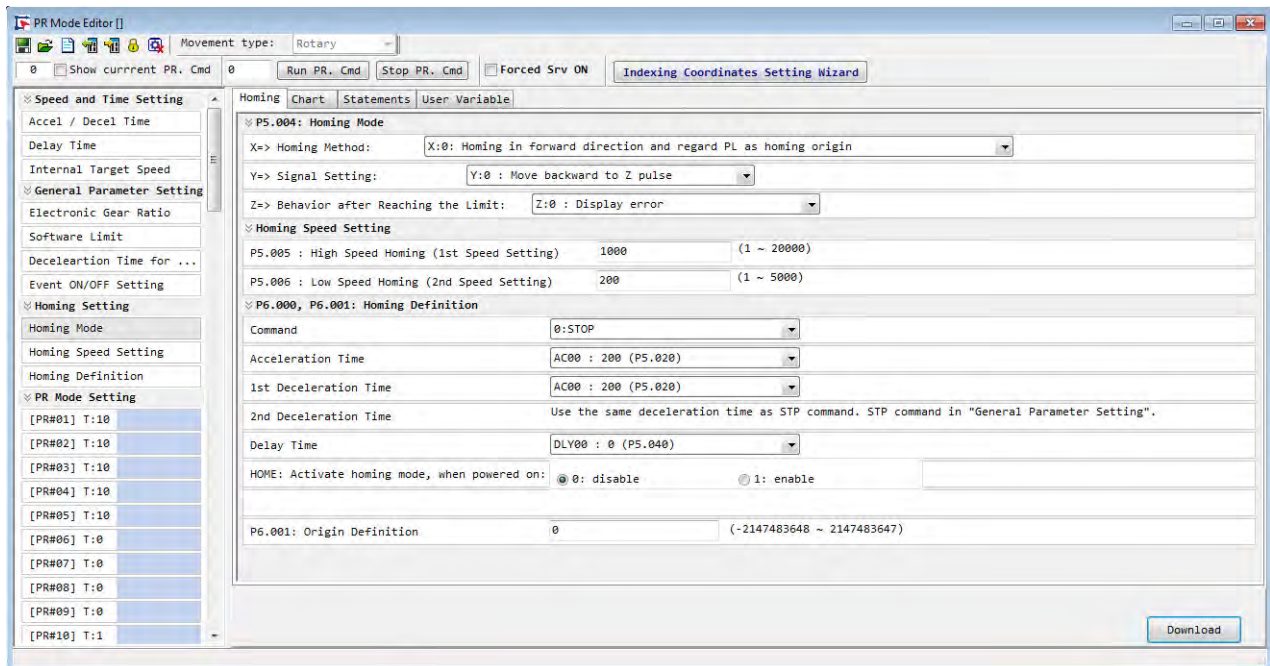 PR Mode Editor []
Movement type: Rotary
0 Show currrent PR. Cmd 0 Run PR. Cmd Stop PR. Cmd Forced Srv ON Indexing Coordinates Setting Wizard
Speed and Time Setting
Accel / Decel Time
Delay Time
Internal Target Speed
General Parameter Setting
Electronic Gear Ratio
Software Limit
Deceleartion Time for ...
Event ON/OFF Setting
Homing Setting
Homing Mode
Homing Speed Setting
Homing Definition
PR Mode Setting
[PR#01] T:10
[PR#02] T:10
[PR#03] T:10
[PR#04] T:10
[PR#05] T:10
[PR#06] T:0
[PR#07] T:0
[PR#08] T:0
[PR#09] T:0
[PR#10] T:1
Homing Chart Statements User Variable
P5.004: Homing Mode
X=> Homing Method: X:0: Homing in forward direction and regard PL as homing origin
Y=> Signal Setting: Y:0 : Move backward to Z pulse
Z=> Behavior after Reaching the Limit: Z:0 : Display error
Homing Speed Setting
P5.005 : High Speed Homing (1st Speed Setting) 1000 (1 ~ 20000)
P5.006 : Low Speed Homing (2nd Speed Setting) 200 (1 ~ 5000)
P6.000, P6.001: Homing Definition
Command 0:STOP
Acceleration Time AC00 : 200 (P5.020)
1st Deceleration Time AC00 : 200 (P5.020)
2nd Deceleration Time Use the same deceleration time as STP command. STP command in "General Parameter Setting".
Delay Time DLY00 : 0 (P5.040)
HOME: Activate homing mode, when powered on: 0: disable 1: enable
P6.001: Origin Definition 0 (-2147483648 ~ 2147483647)
Download